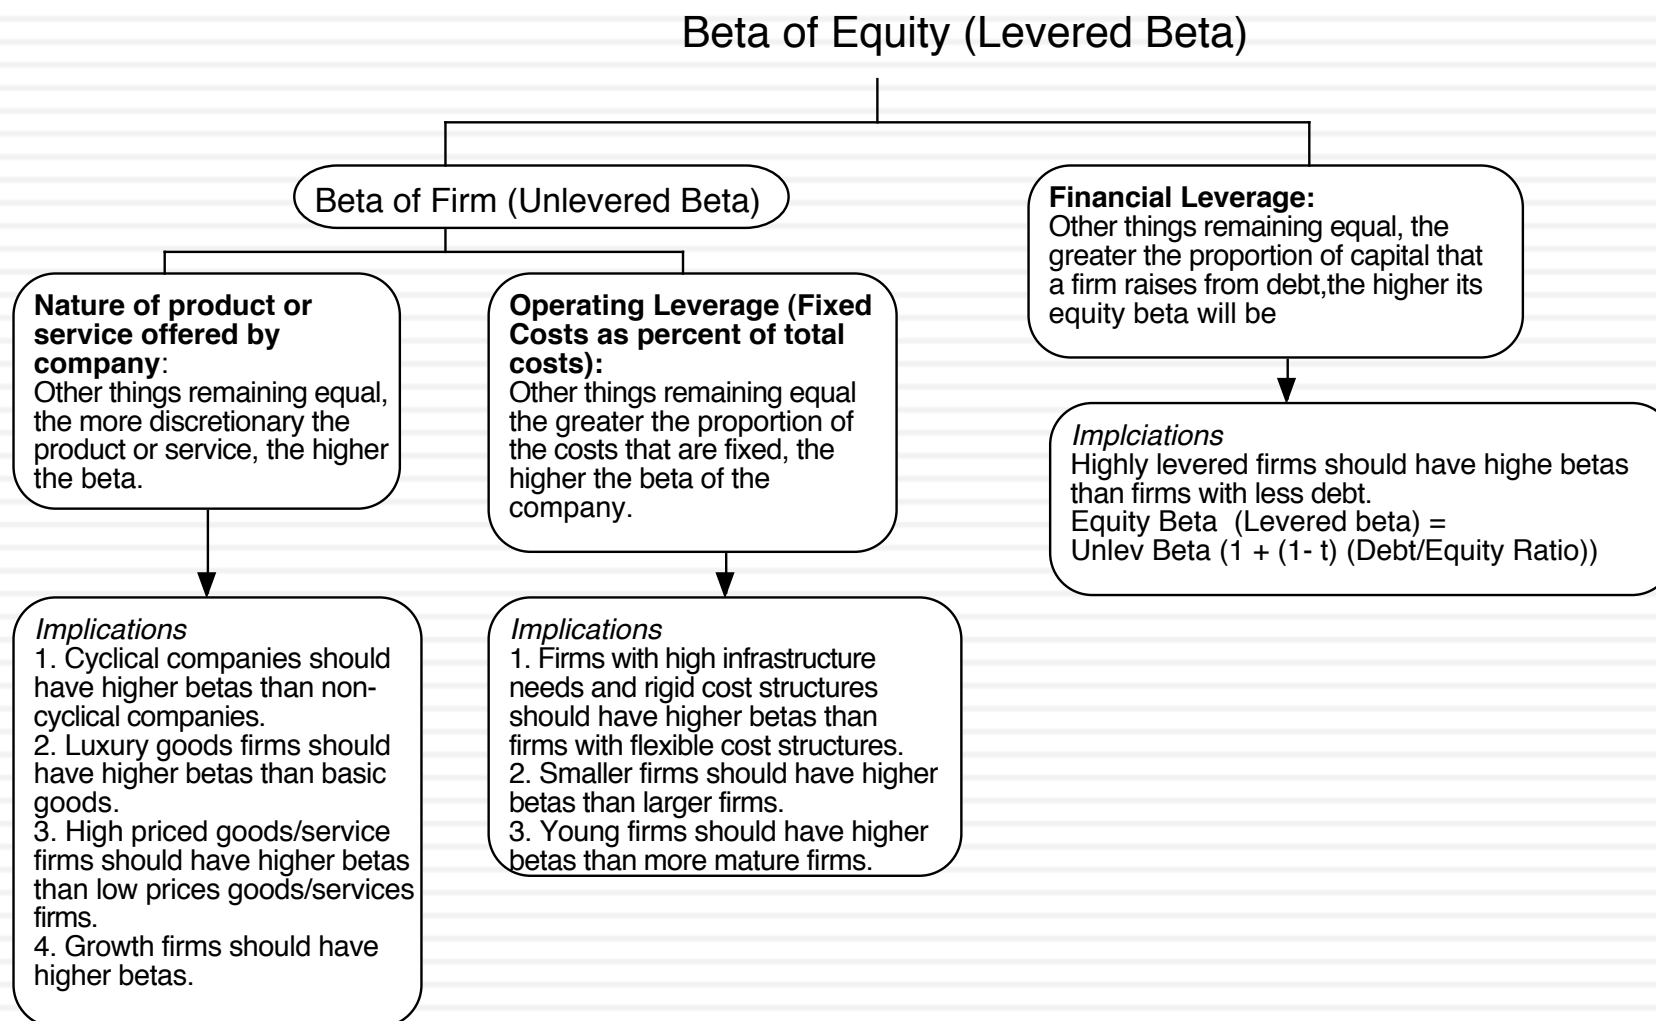 Beta of Equity (Levered Beta)
Beta of Firm (Unlevered Beta)
Nature of product or
service offered by
company:
Other things remaining equal,
the more discretionary the
product or service, the higher
the beta.
Operating Leverage (Fixed
Costs as percent of total
costs):
Other things remaining equal
the greater the proportion of
the costs that are fixed, the
higher the beta of the
company.
Financial Leverage:
Other things remaining equal, the
greater the proportion of capital that
a firm raises from debt,the higher its
equity beta will be
Implciations
Highly levered firms should have highe betas
than firms with less debt.
Equity Beta  (Levered beta) =
Unlev Beta (1 + (1- t) (Debt/Equity Ratio))
Implications
1. Cyclical companies should
have higher betas than non-
cyclical companies.
2. Luxury goods firms should
have higher betas than basic
goods.
3. High priced goods/service
firms should have higher betas
than low prices goods/services
firms.
4. Growth firms should have
higher betas.
Implications
1. Firms with high infrastructure
needs and rigid cost structures
should have higher betas than
firms with flexible cost structures.
2. Smaller firms should have higher
betas than larger firms.
3. Young firms should have higher
betas than more mature firms.